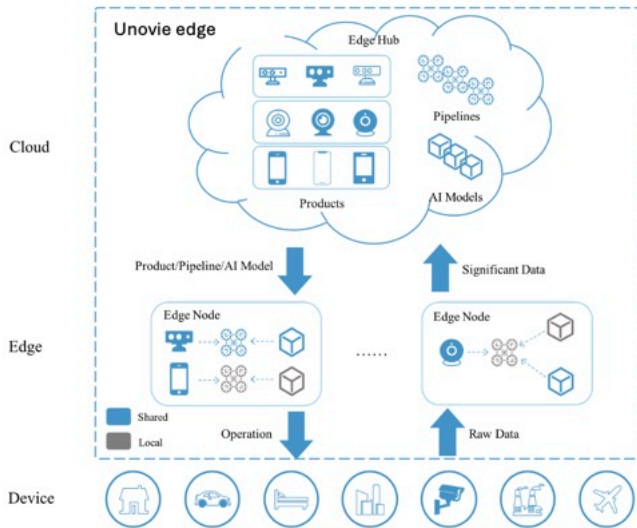 Unovie edge
Edge Hub
Cloud
Pipelines
AI Models
Products
Product/Pipeline/AI Model
Significant Data
Edge
Edge Node
......
Edge Node
Shared
Local
Operation
Raw Data
Device